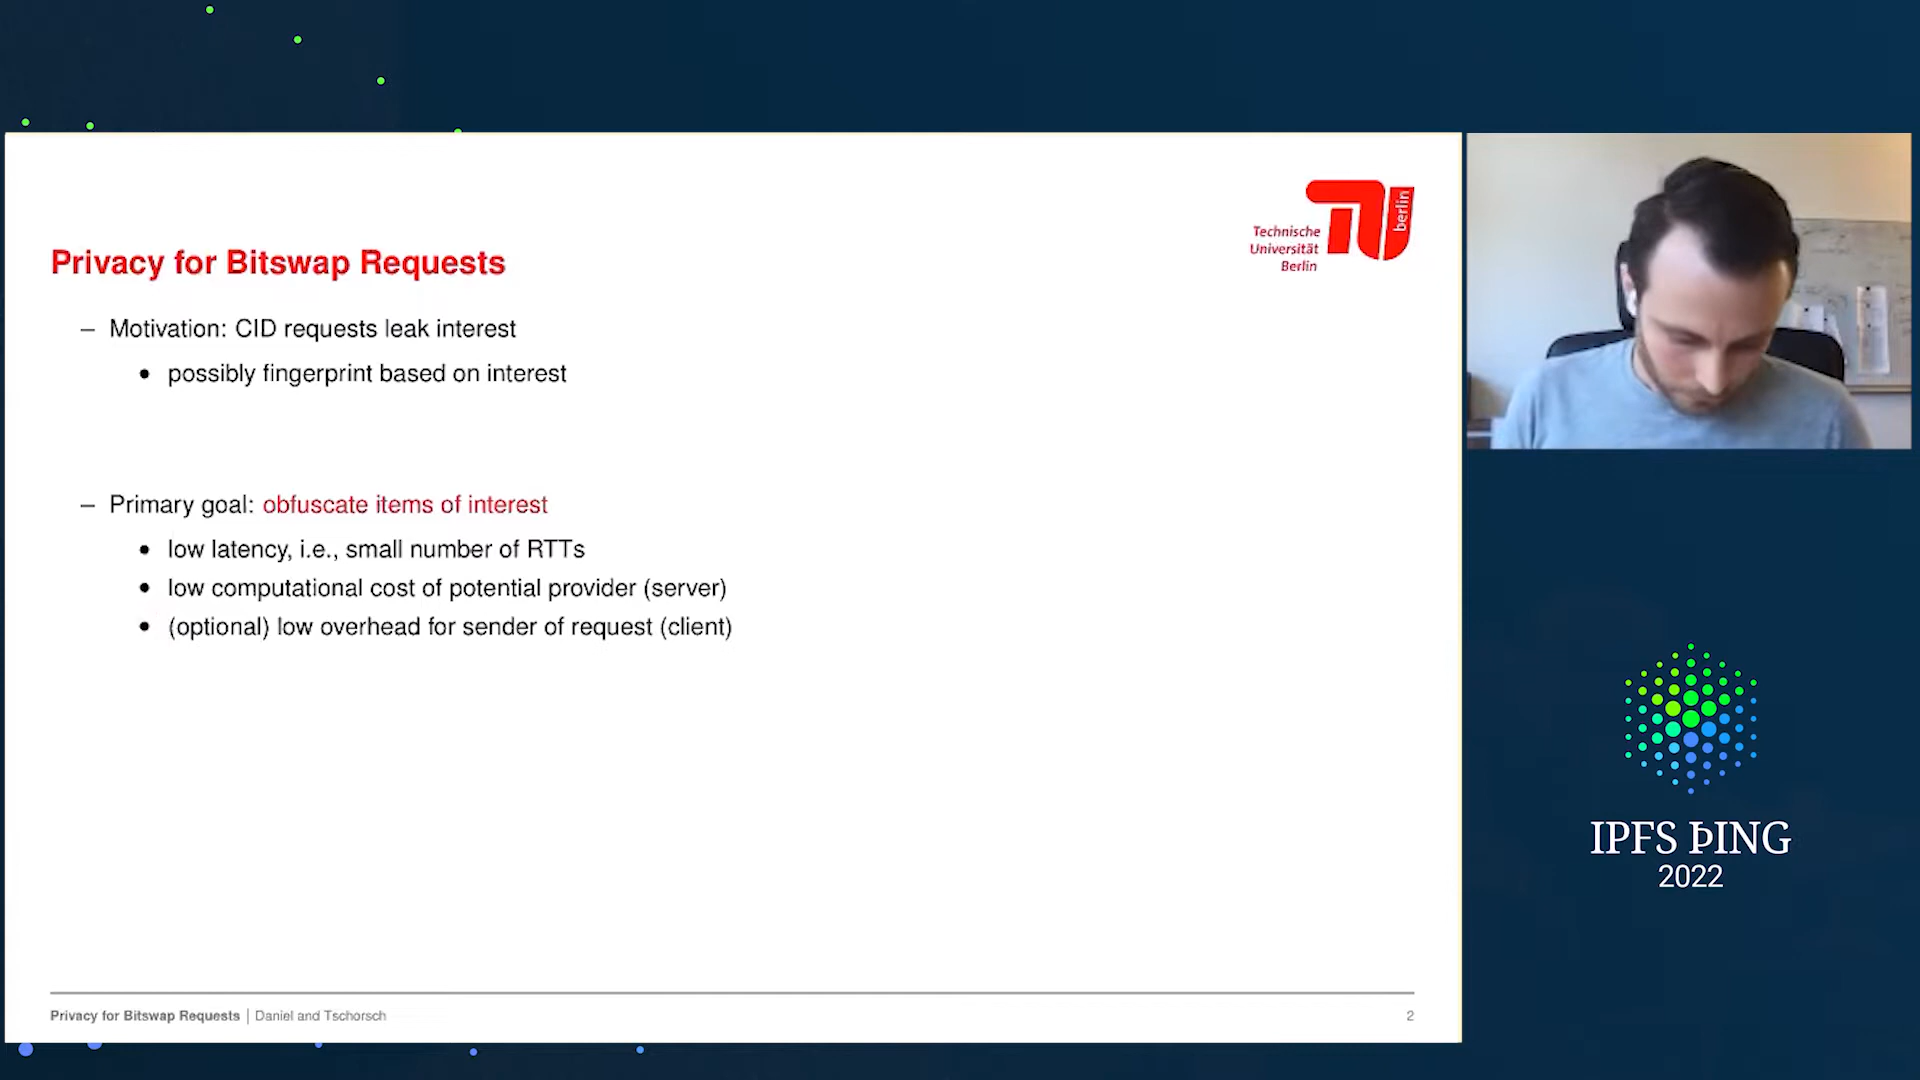 Technische
Universität
Berlin
berlin
Privacy for Bitswap Requests
– Motivation: CID requests leak interest
• possibly fingerprint based on interest
– Primary goal: obfuscate items of interest
• low latency, i.e., small number of RTTs
• low computational cost of potential provider (server)
• (optional) low overhead for sender of request (client)
Privacy for Bitswap Requests | Daniel and Tschorsch
2
IPFS ÞING
2022